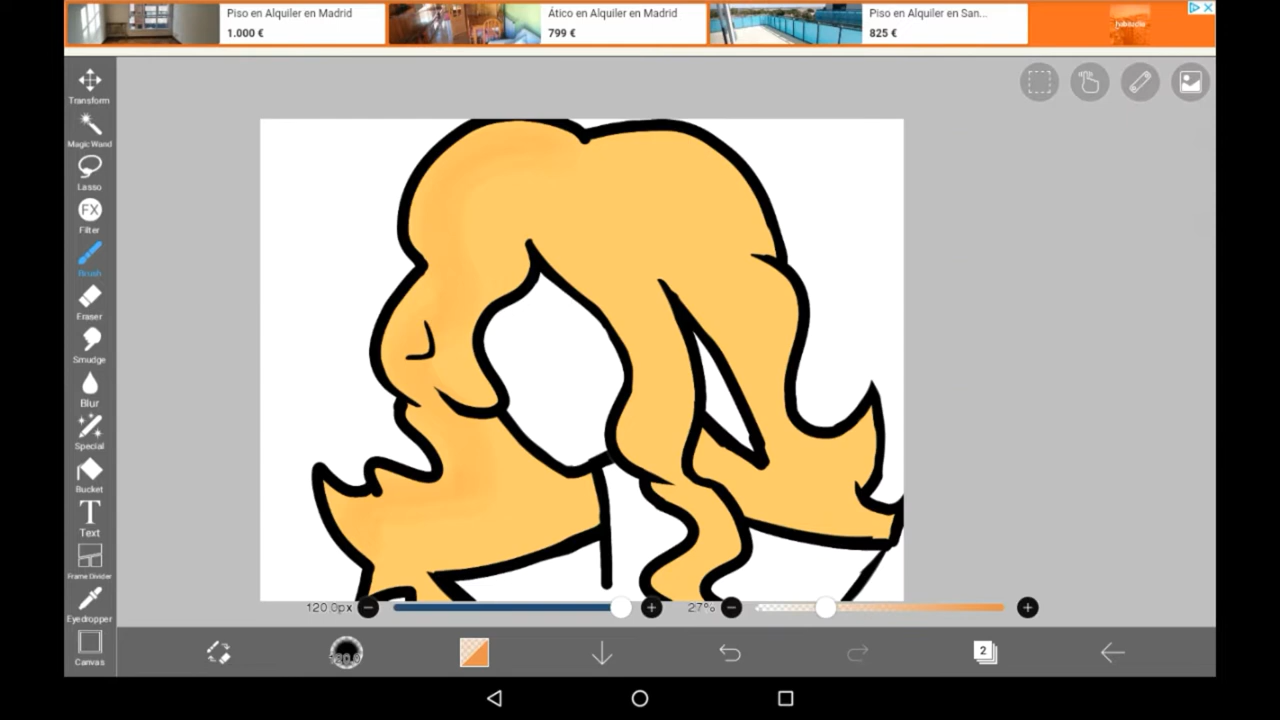 Piso en Alquiler en Madrid
1.000 €
Ático en Alquiler en Madrid
799 €
Piso en Alquiler en San...
825 €
habitaclia
Transform
Magic Wand
Lasso
FX
Filter
Brush
Eraser
Smudge
Blur
Special
Bucket
T
Text
Frame Divider
Eyedropper
Canvas
120.0px
27%
2